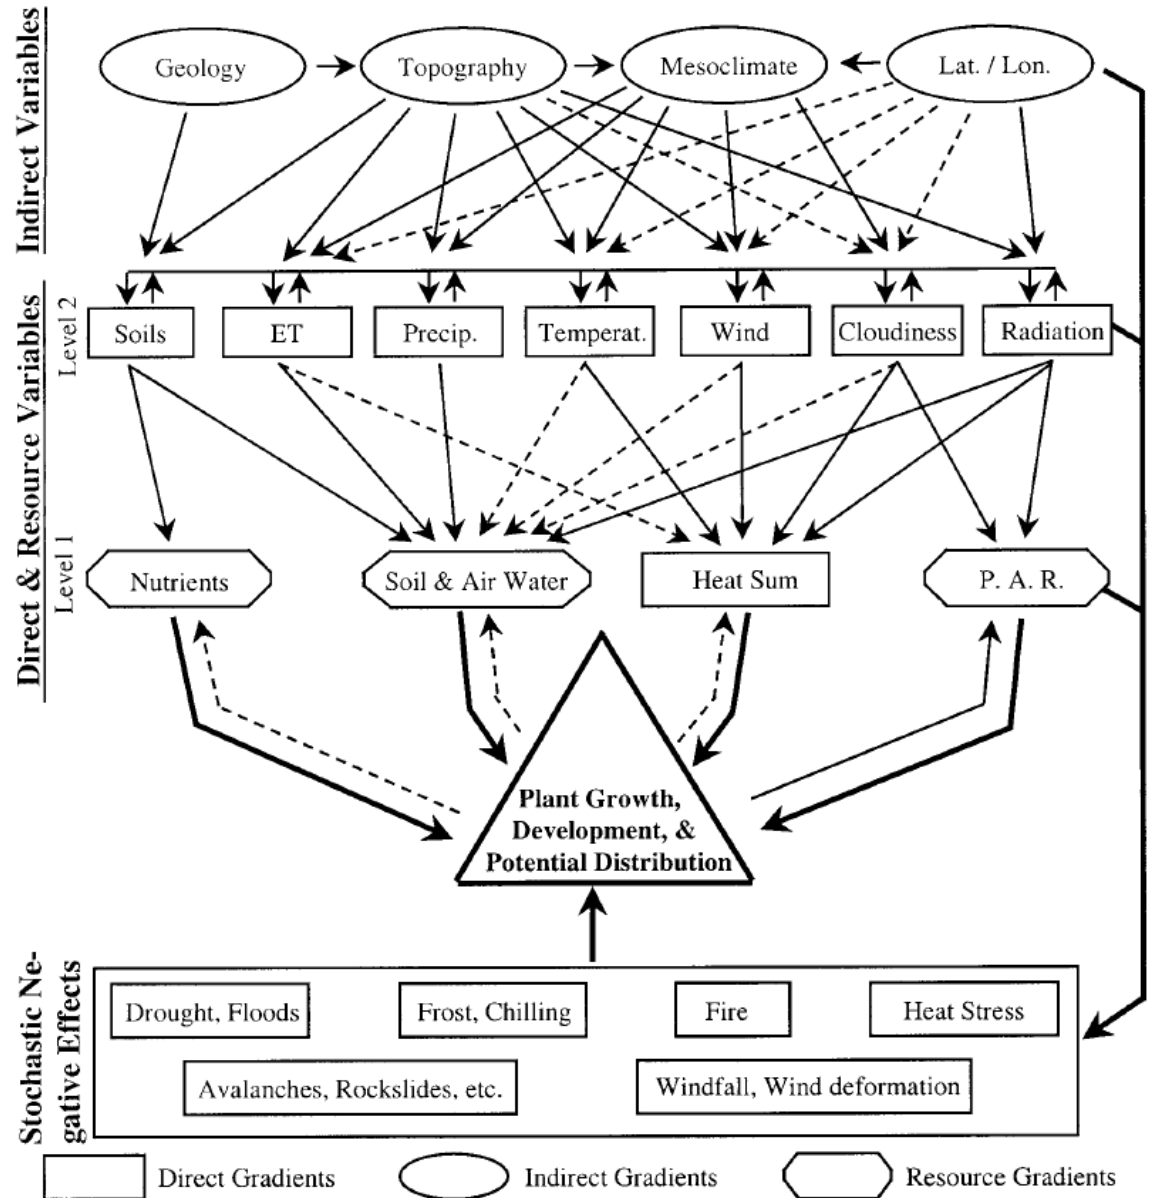 Indirect Variables
Geology
Topography
Mesoclimate
Lat. / Lon.
Direct & Resource Variables
Level 2
Soils
ET
Precip.
Temperat.
Wind
Cloudiness
Radiation
Level 1
Nutrients
Soil & Air Water
Heat Sum
P. A. R.
Plant Growth,
Development, &
Potential Distribution
Stochastic Ne-
gative Effects
Drought, Floods
Frost, Chilling
Fire
Heat Stress
Avalanches, Rockslides, etc.
Windfall, Wind deformation
Direct Gradients
Indirect Gradients
Resource Gradients